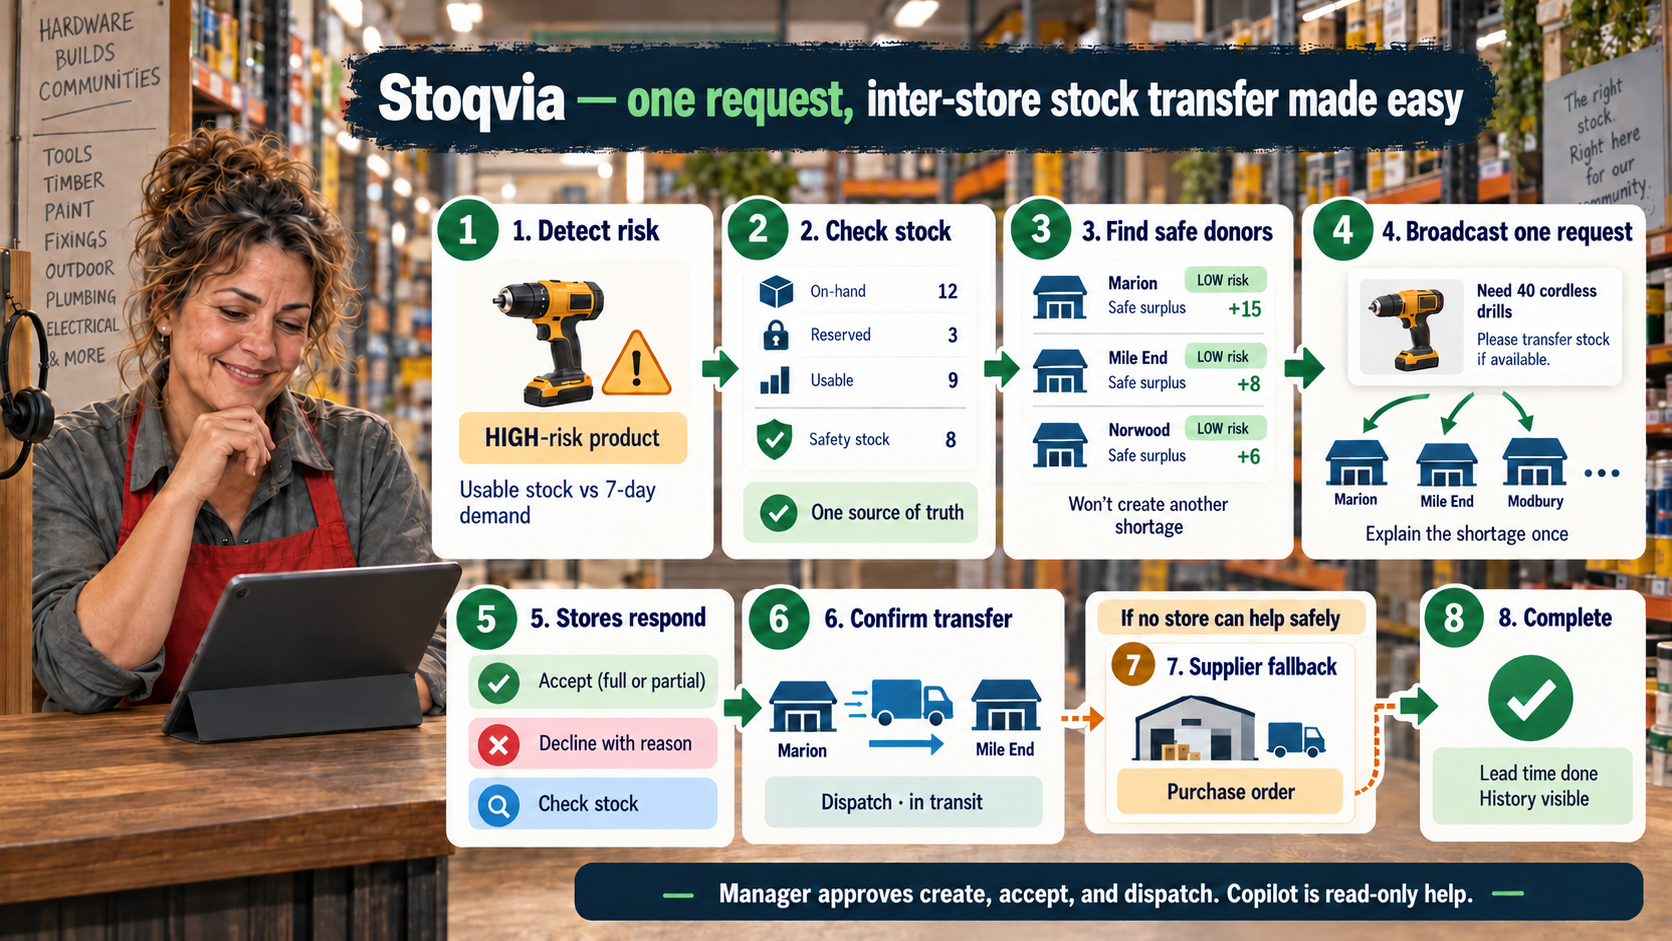 HARDWARE
BUILDS
COMMUNITIES
TOOLS
TIMBER
PAINT
FIXINGS
OUTDOOR
PLUMBING
ELECTRICAL
& MORE
Stoqvia — one request, inter-store stock transfer made easy
The right
stock.
Right here
for our
community.
1
1. Detect risk
HIGH-risk product
Usable stock vs 7-day
demand
2
2. Check stock
On-hand 12
Reserved 3
Usable 9
Safety stock 8
One source of truth
3
3. Find safe donors
Marion LOW risk
Safe surplus +15
Mile End LOW risk
Safe surplus +8
Norwood LOW risk
Safe surplus +6
Won't create another
shortage
4
4. Broadcast one request
Need 40 cordless
drills
Please transfer stock
if available.
Marion Mile End Modbury
Explain the shortage once
5
5. Stores respond
Accept (full or partial)
Decline with reason
Check stock
6
6. Confirm transfer
Marion Mile End
Dispatch · in transit
If no store can help safely
7
7. Supplier fallback
Purchase order
8
8. Complete
Lead time done
History visible
Manager approves create, accept, and dispatch. Copilot is read-only help.